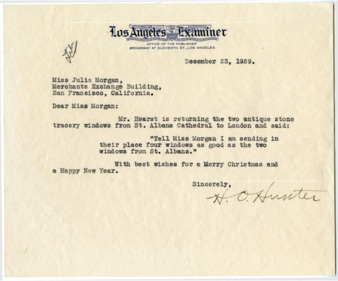 Los Angeles Examiner
OFFICE OF THE PUBLISHER
BROADWAY AT ELEVENTH ST., LOS ANGELES
December 23, 1929.
Miss Julia Morgan,
Merchants Exchange Building,
San Francisco, California.
Dear Miss Morgan:
Mr. Hearst is returning the two antique stone
tracery windows from St. Albans Cathedral to London and said:
"Tell Miss Morgan I am sending in
their place four windows as good as the two
windows from St. Albans."
With best wishes for a Merry Christmas and
a Happy New Year.
Sincerely,
H. O. Hunter